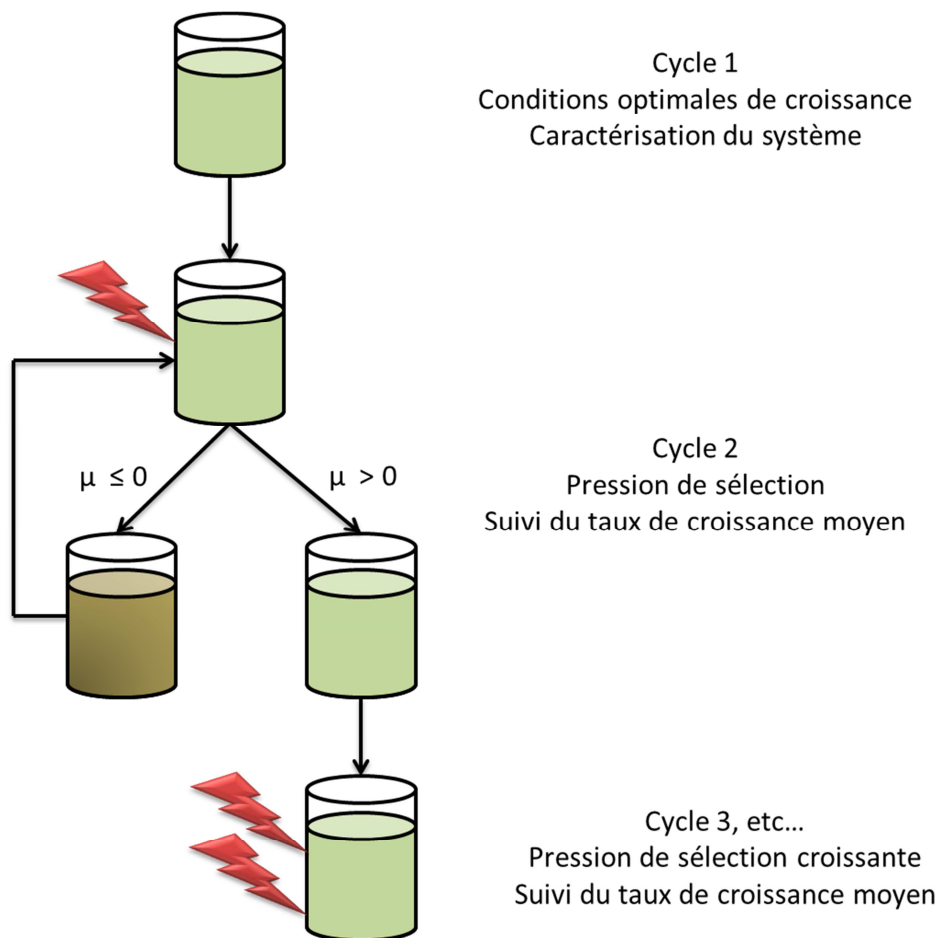 Cycle 1
Conditions optimales de croissance
Caractérisation du système
μ ≤ 0
μ > 0
Cycle 2
Pression de sélection
Suivi du taux de croissance moyen
Cycle 3, etc...
Pression de sélection croissante
Suivi du taux de croissance moyen